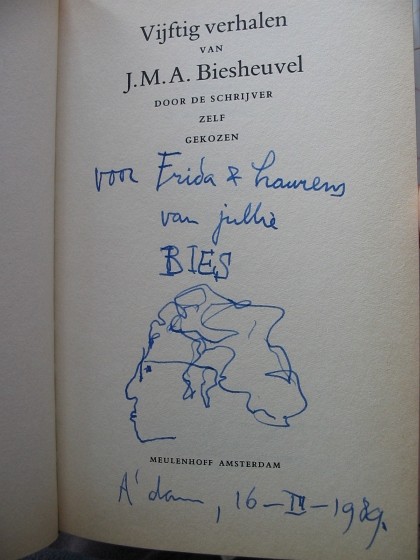 Vijftig verhalen
VAN
J.M.A. Biesheuvel
DOOR DE SCHRIJVER
ZELF
GEKOZEN
voor Frida & Laurens
van jullie
BIES
MEULENHOFF AMSTERDAM
A'dam, 16-IV-1989.